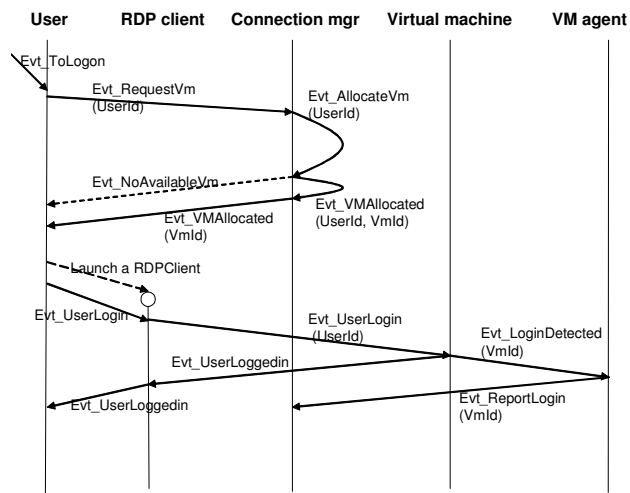 User RDP client Connection mgr Virtual machine VM agent
Evt_ToLogon
Evt_RequestVm
(UserId)
Evt_AllocateVm
(UserId)
Evt_NoAvailableVm
Evt_VMAllocated
(VmId)
Evt_VMAllocated
(UserId, VmId)
Launch a RDPClient
Evt_UserLogin
Evt_UserLogin
(UserId)
Evt_LoginDetected
(VmId)
Evt_UserLoggedin
Evt_UserLoggedin
Evt_ReportLogin
(VmId)